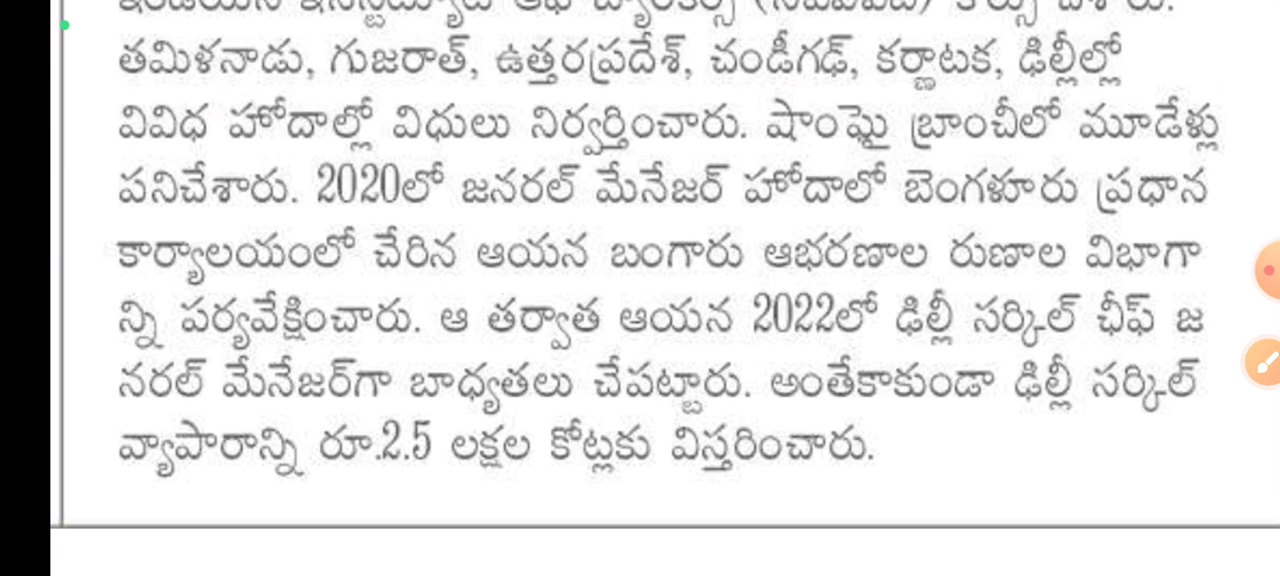 తమిళనాడు, గుజరాత్, ఉత్తరప్రదేశ్, చండీగఢ్, కర్ణాటక, ఢిల్లీల్లో
వివిధ హోదాల్లో విధులు నిర్వర్తించారు. షాంఘై బ్రాంచీలో మూడేళ్లు
పనిచేశారు. 2020లో జనరల్ మేనేజర్ హోదాలో బెంగళూరు ప్రధాన
కార్యాలయంలో చేరిన ఆయన బంగారు ఆభరణాల రుణాల విభాగా
న్ని పర్యవేక్షించారు. ఆ తర్వాత ఆయన 2022లో ఢిల్లీ సర్కిల్ ఛీఫ్ జ
నరల్ మేనేజర్‌గా బాధ్యతలు చేపట్టారు. అంతేకాకుండా ఢిల్లీ సర్కిల్
వ్యాపారాన్ని రూ.2.5 లక్షల కోట్లకు విస్తరించారు.